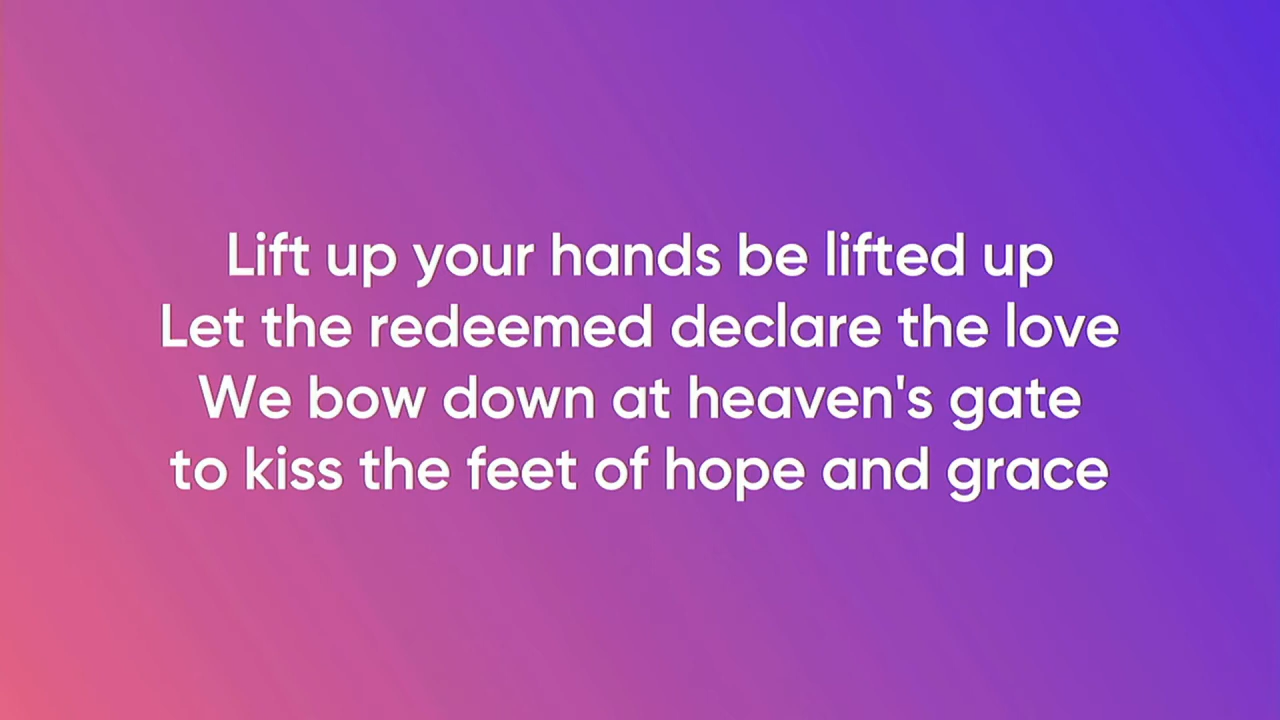 Lift up your hands be lifted up
Let the redeemed declare the love
We bow down at heaven's gate
to kiss the feet of hope and grace